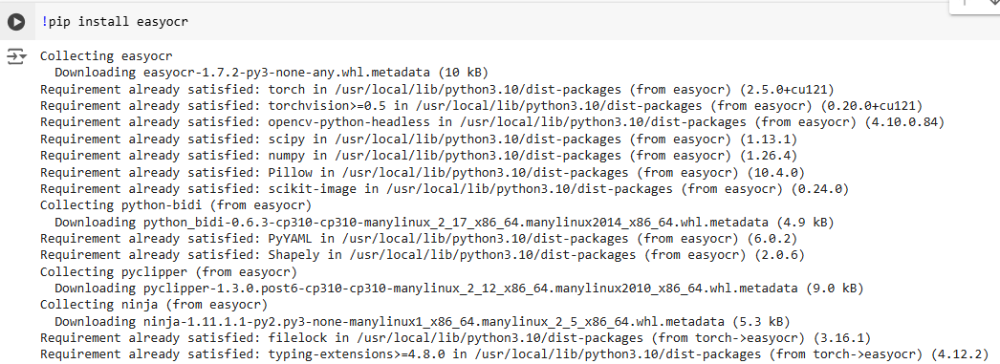 !pip install easyocr
Collecting easyocr
  Downloading easyocr-1.7.2-py3-none-any.whl.metadata (10 kB)
Requirement already satisfied: torch in /usr/local/lib/python3.10/dist-packages (from easyocr) (2.5.0+cu121)
Requirement already satisfied: torchvision>=0.5 in /usr/local/lib/python3.10/dist-packages (from easyocr) (0.20.0+cu121)
Requirement already satisfied: opencv-python-headless in /usr/local/lib/python3.10/dist-packages (from easyocr) (4.10.0.84)
Requirement already satisfied: scipy in /usr/local/lib/python3.10/dist-packages (from easyocr) (1.13.1)
Requirement already satisfied: numpy in /usr/local/lib/python3.10/dist-packages (from easyocr) (1.26.4)
Requirement already satisfied: Pillow in /usr/local/lib/python3.10/dist-packages (from easyocr) (10.4.0)
Requirement already satisfied: scikit-image in /usr/local/lib/python3.10/dist-packages (from easyocr) (0.24.0)
Collecting python-bidi (from easyocr)
  Downloading python_bidi-0.6.3-cp310-cp310-manylinux_2_17_x86_64.manylinux2014_x86_64.whl.metadata (4.9 kB)
Requirement already satisfied: PyYAML in /usr/local/lib/python3.10/dist-packages (from easyocr) (6.0.2)
Requirement already satisfied: Shapely in /usr/local/lib/python3.10/dist-packages (from easyocr) (2.0.6)
Collecting pyclipper (from easyocr)
  Downloading pyclipper-1.3.0.post6-cp310-cp310-manylinux_2_12_x86_64.manylinux2010_x86_64.whl.metadata (9.0 kB)
Collecting ninja (from easyocr)
  Downloading ninja-1.11.1.1-py2.py3-none-manylinux1_x86_64.manylinux_2_5_x86_64.whl.metadata (5.3 kB)
Requirement already satisfied: filelock in /usr/local/lib/python3.10/dist-packages (from torch->easyocr) (3.16.1)
Requirement already satisfied: typing-extensions>=4.8.0 in /usr/local/lib/python3.10/dist-packages (from torch->easyocr) (4.12.2)